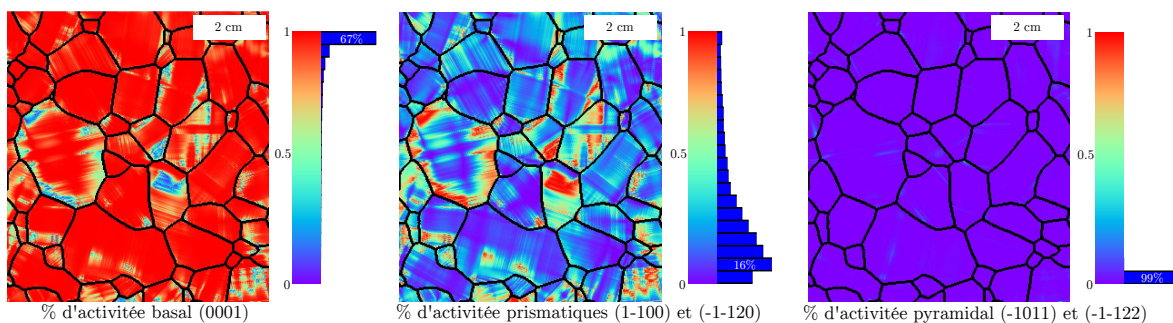 2 cm
1
67%
0.5
0
% d'activitée basal (0001)
2 cm
1
0.5
16%
0
% d'activitée prismatiques (1-100) et (-1-120)
2 cm
1
0.5
99%
0
% d'activitée pyramidal (-1011) et (-1-122)